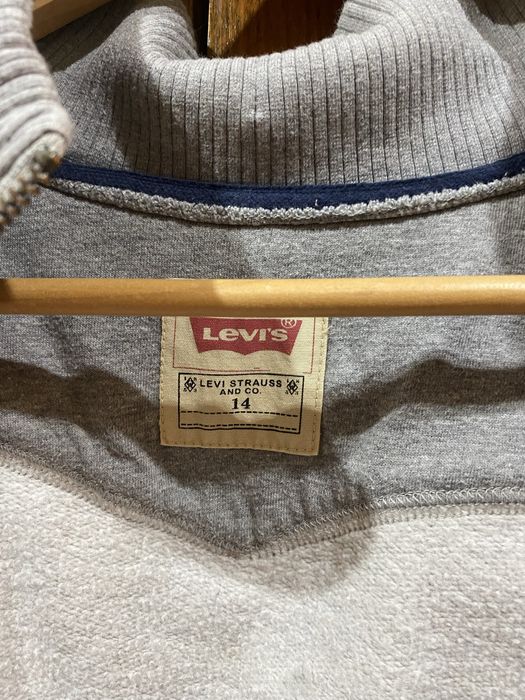 LEVI'S ®
LEVI STRAUSS
AND CO.
14